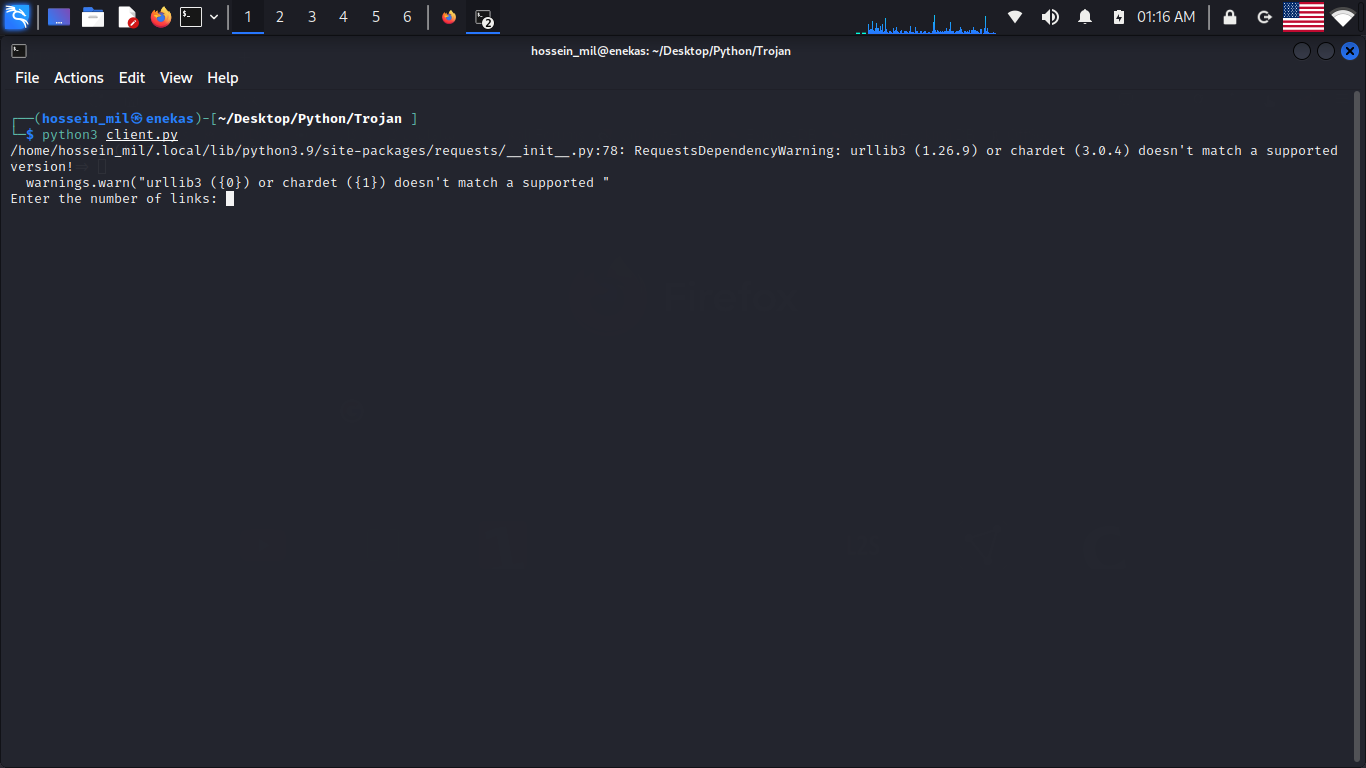 1 2 3 4 5 6 2 01:16 AM
hossein_mil@enekas: ~/Desktop/Python/Trojan
File Actions Edit View Help
┌──(hossein_mil㉿enekas)-[~/Desktop/Python/Trojan ]
└─$ python3 client.py
/home/hossein_mil/.local/lib/python3.9/site-packages/requests/__init__.py:78: RequestsDependencyWarning: urllib3 (1.26.9) or chardet (3.0.4) doesn't match a supported
version!
warnings.warn("urllib3 ({0}) or chardet ({1}) doesn't match a supported "
Enter the number of links: